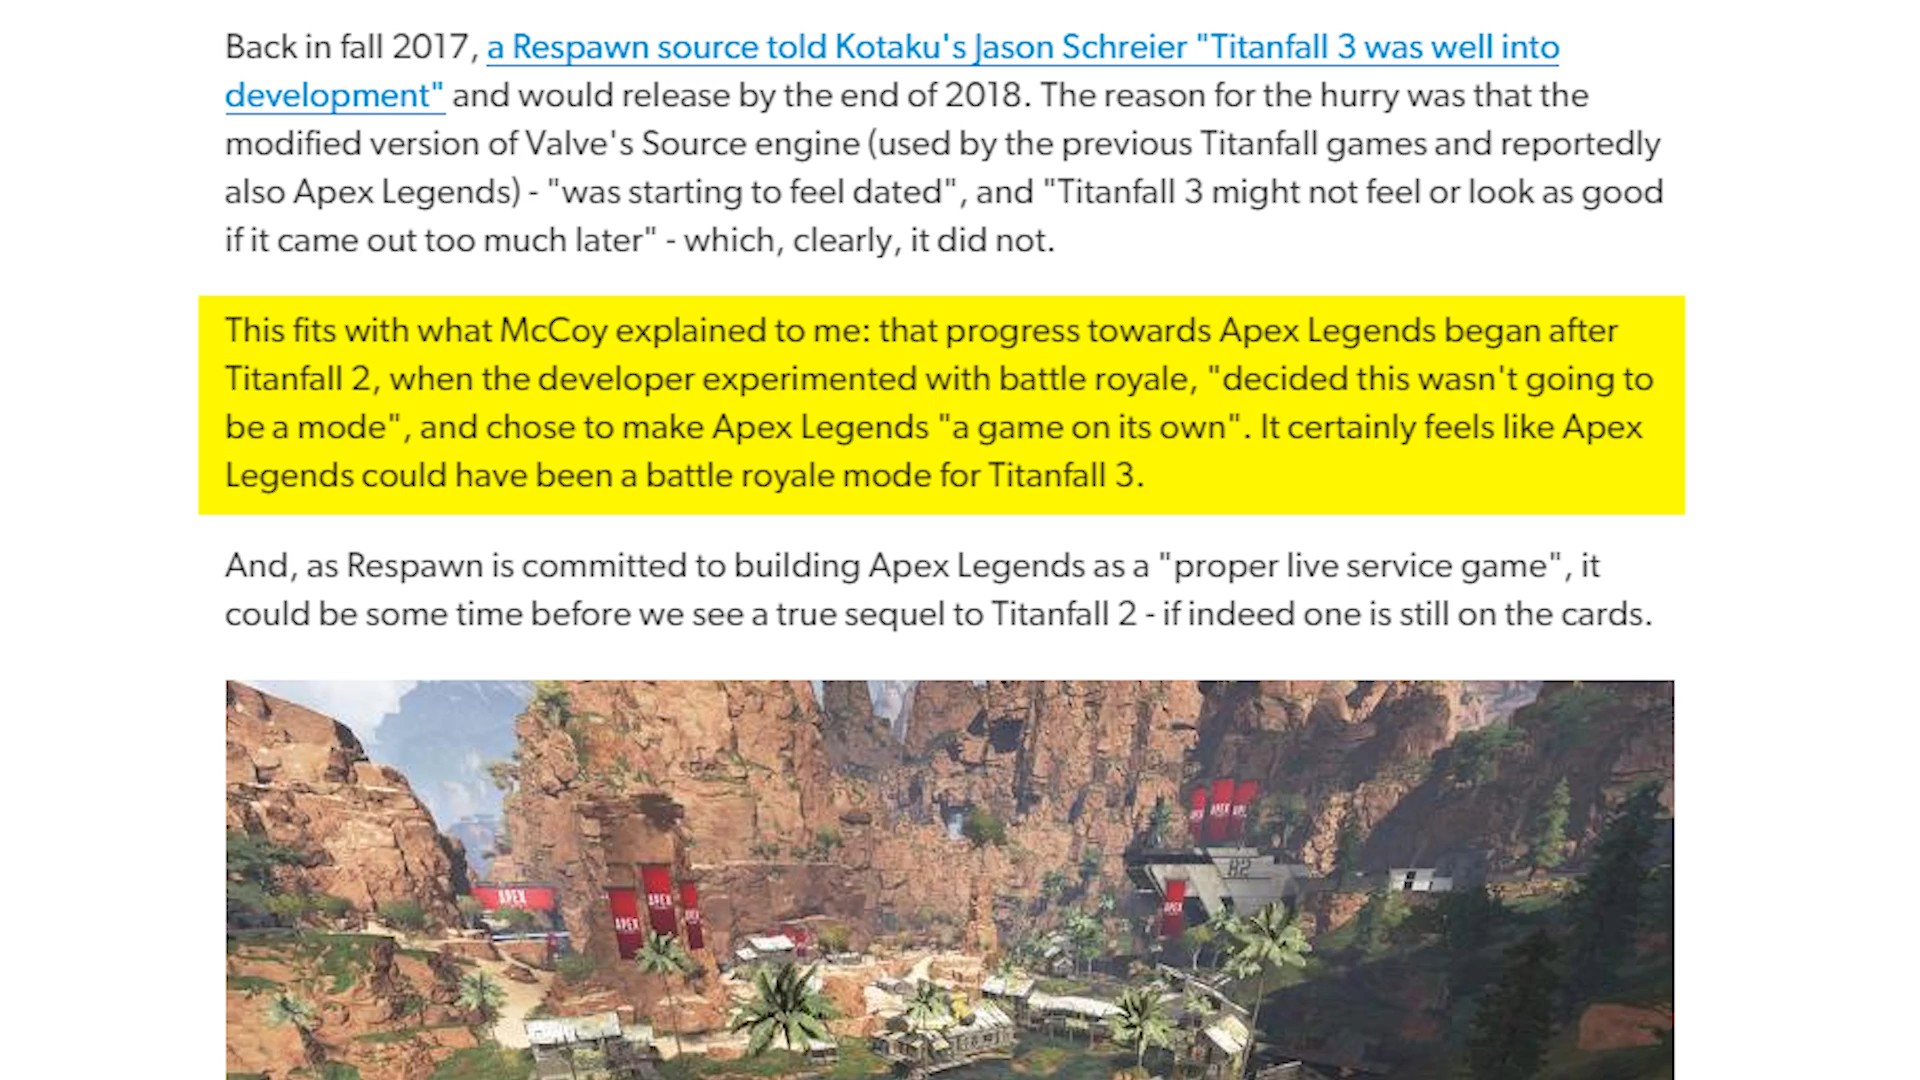 Back in fall 2017, a Respawn source told Kotaku's Jason Schreier "Titanfall 3 was well into
development" and would release by the end of 2018. The reason for the hurry was that the
modified version of Valve's Source engine (used by the previous Titanfall games and reportedly
also Apex Legends) - "was starting to feel dated", and "Titanfall 3 might not feel or look as good
if it came out too much later" - which, clearly, it did not.
This fits with what McCoy explained to me: that progress towards Apex Legends began after
Titanfall 2, when the developer experimented with battle royale, "decided this wasn't going to
be a mode", and chose to make Apex Legends "a game on its own". It certainly feels like Apex
Legends could have been a battle royale mode for Titanfall 3.
And, as Respawn is committed to building Apex Legends as a "proper live service game", it
could be some time before we see a true sequel to Titanfall 2 - if indeed one is still on the cards.
APEX
APEX
APEX
APEX
APEX
82
APEX